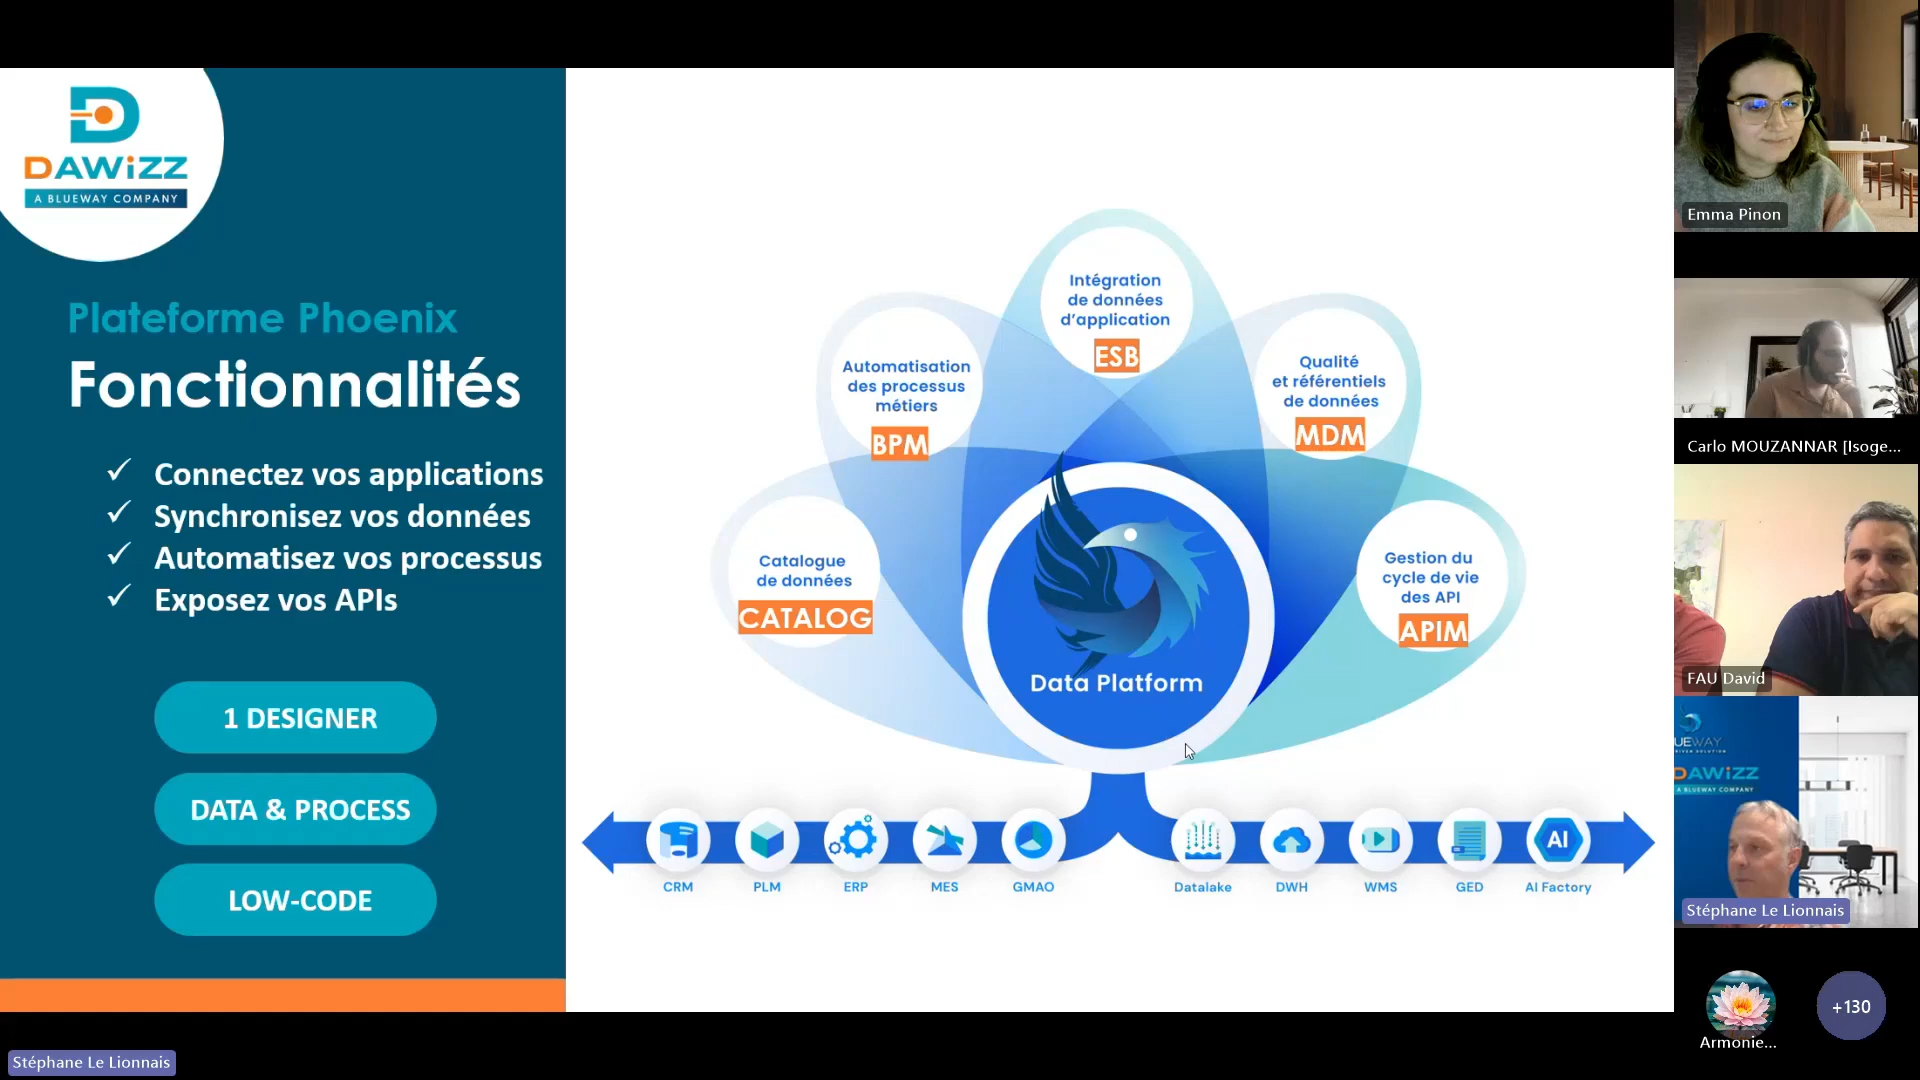 DAWiZZ
A BLUEWAY COMPANY
Plateforme Phoenix
Fonctionnalités
✓ Connectez vos applications
✓ Synchronisez vos données
✓ Automatisez vos processus
✓ Exposez vos APIs
1 DESIGNER
DATA & PROCESS
LOW-CODE
Intégration
de données
d'application
ESB
Automatisation
des processus
métiers
BPM
Qualité
et référentiels
de données
MDM
Catalogue
de données
CATALOG
Gestion du
cycle de vie
des API
APIM
Data Platform
AI
CRM
PLM
ERP
MES
GMAO
Datalake
DWH
WMS
GED
AI Factory
Emma Pinon
Carlo MOUZANNAR [Isoge...
FAU David
UEWAY
DAWiZZ
A BLUEWAY COMPANY
Stéphane Le Lionnais
Armonie...
+130
Stéphane Le Lionnais